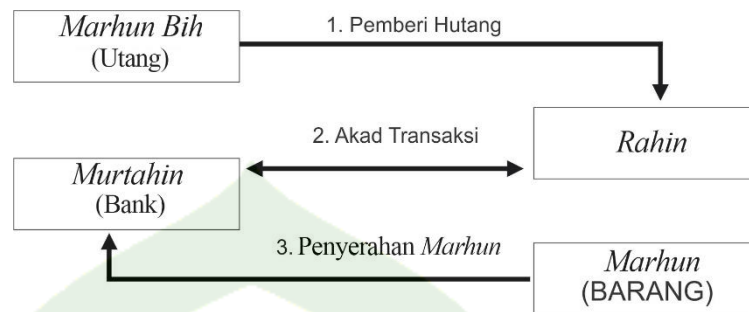 Marhun Bih
(Utang)
1. Pemberi Hutang
Rahin
2. Akad Transaksi
Murtahin
(Bank)
3. Penyerahan Marhun
Marhun
(BARANG)